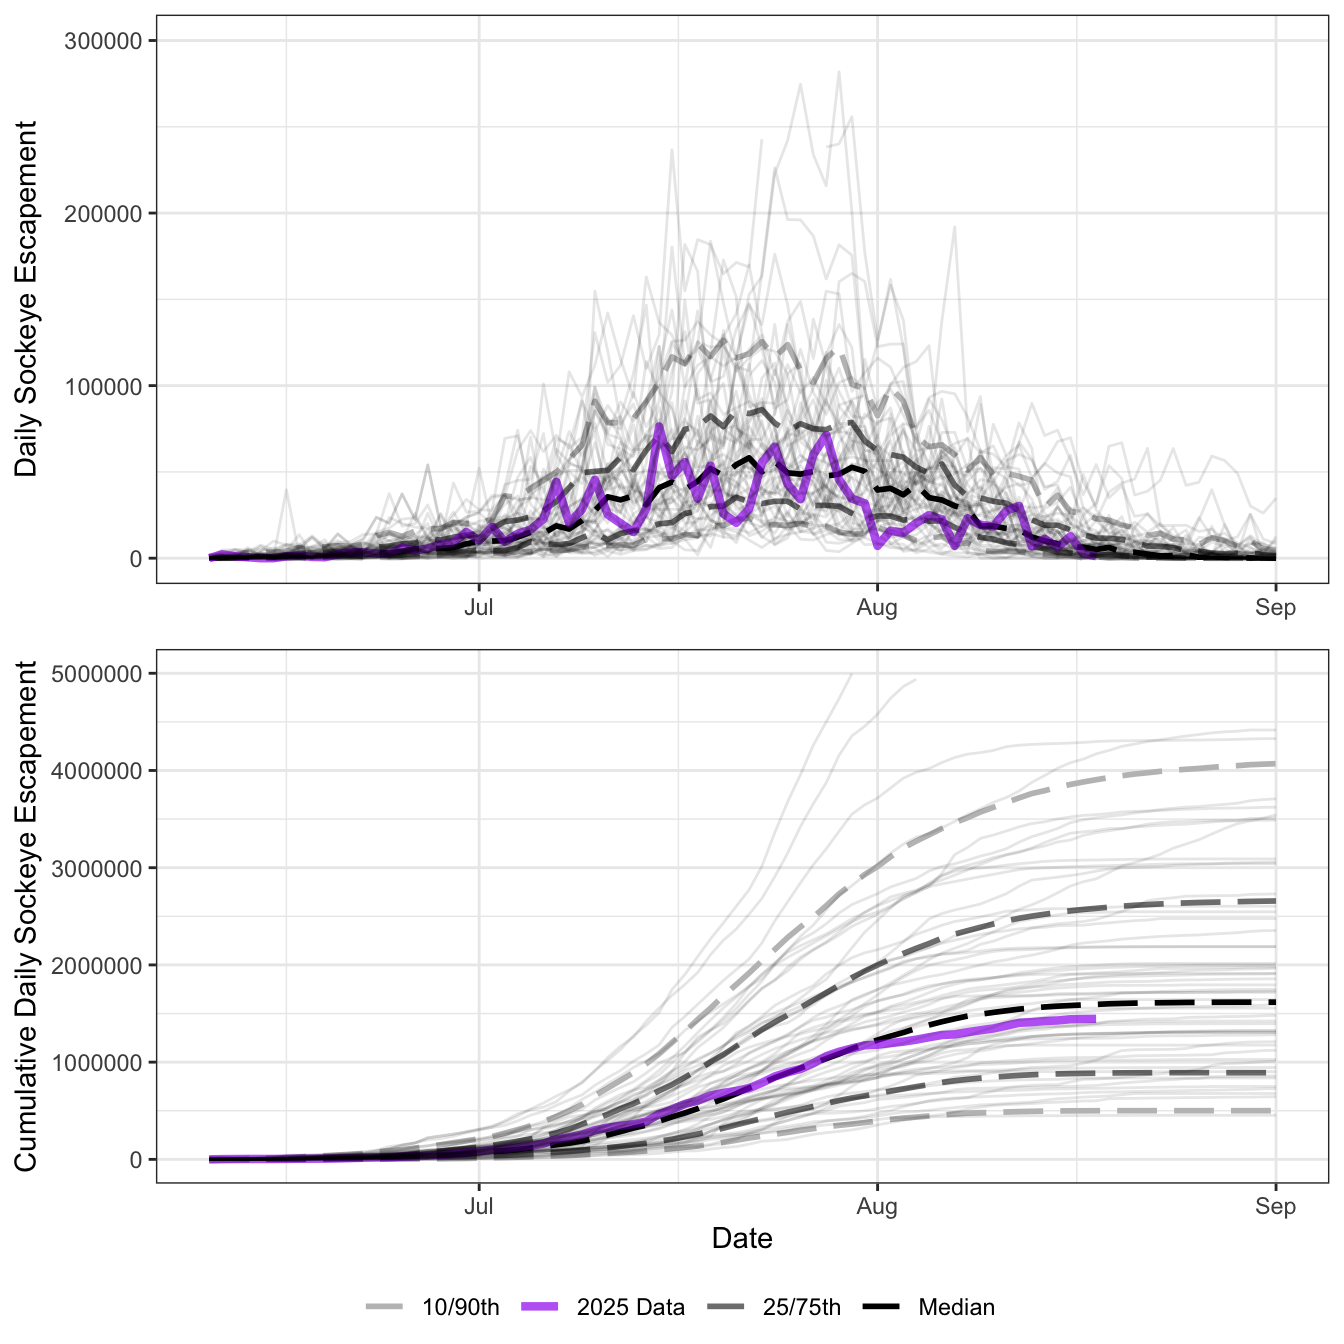 Daily Sockeye Escapement
300000
200000
100000
0
Jul Aug Sep
Cumulative Daily Sockeye Escapement
5000000
4000000
3000000
2000000
1000000
0
Jul Aug Sep
Date
10/90th 2025 Data 25/75th Median